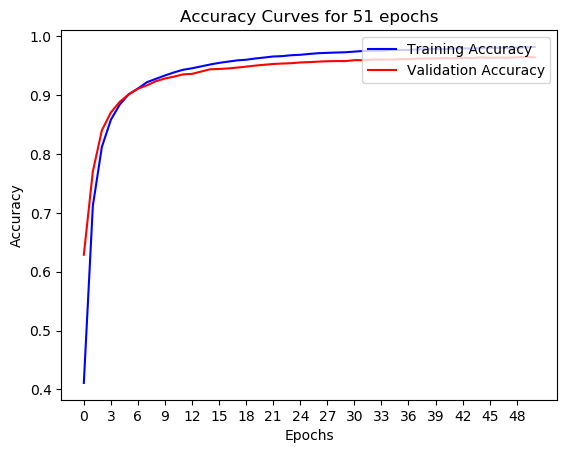 Accuracy Curves for 51 epochs
1.0
0.9
0.8
0.7
0.6
0.5
0.4
Accuracy
Training Accuracy
Validation Accuracy
0 3 6 9 12 15 18 21 24 27 30 33 36 39 42 45 48
Epochs